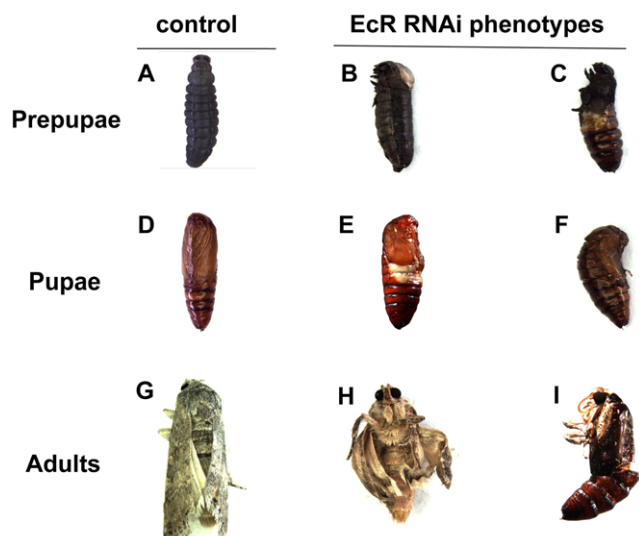 control
EcR RNAi phenotypes
A
B
C
Prepupae
D
E
F
Pupae
G
H
I
Adults